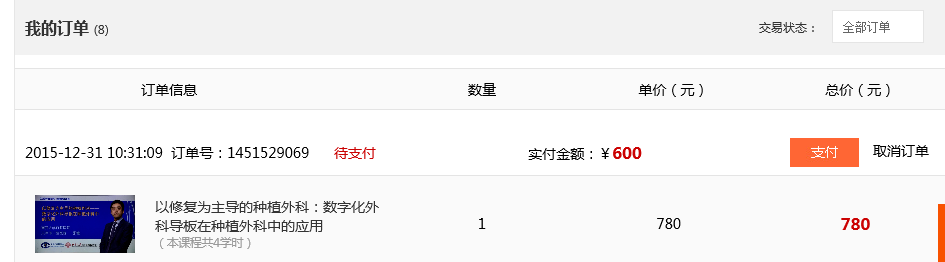 我的订单 (8)
交易状态： 全部订单
订单信息 数量 单价（元） 总价（元）
2015-12-31 10:31:09 订单号：1451529069 待支付 实付金额：￥600 支付 取消订单
以修复为主导的种植外科：数字化外
科导板在种植外科中的应用
（本课程共4学时）
1 780 780